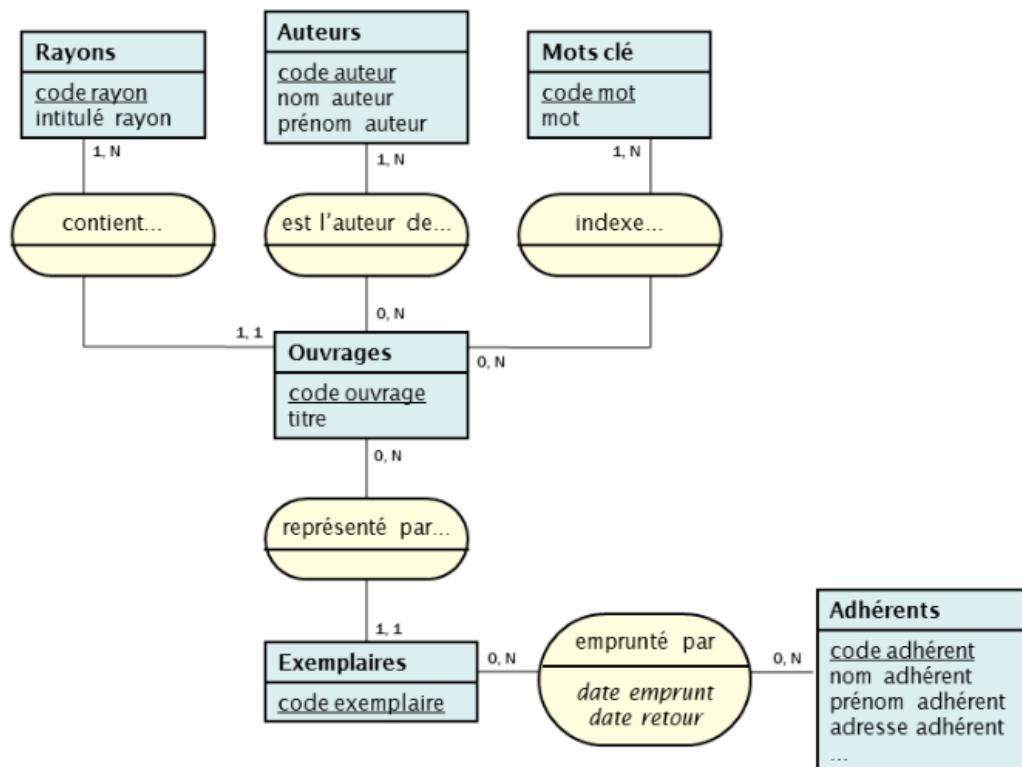 Rayons
code rayon
intitulé rayon
Auteurs
code auteur
nom auteur
prénom auteur
Mots clé
code mot
mot
1, N
1, N
1, N
contient...
est l'auteur de...
indexe...
1, 1
0, N
0, N
Ouvrages
code ouvrage
titre
0, N
représenté par...
1, 1
Exemplaires
code exemplaire
0, N
emprunté par
date emprunt
date retour
0, N
Adhérents
code adhérent
nom adhérent
prénom adhérent
adresse adhérent
...